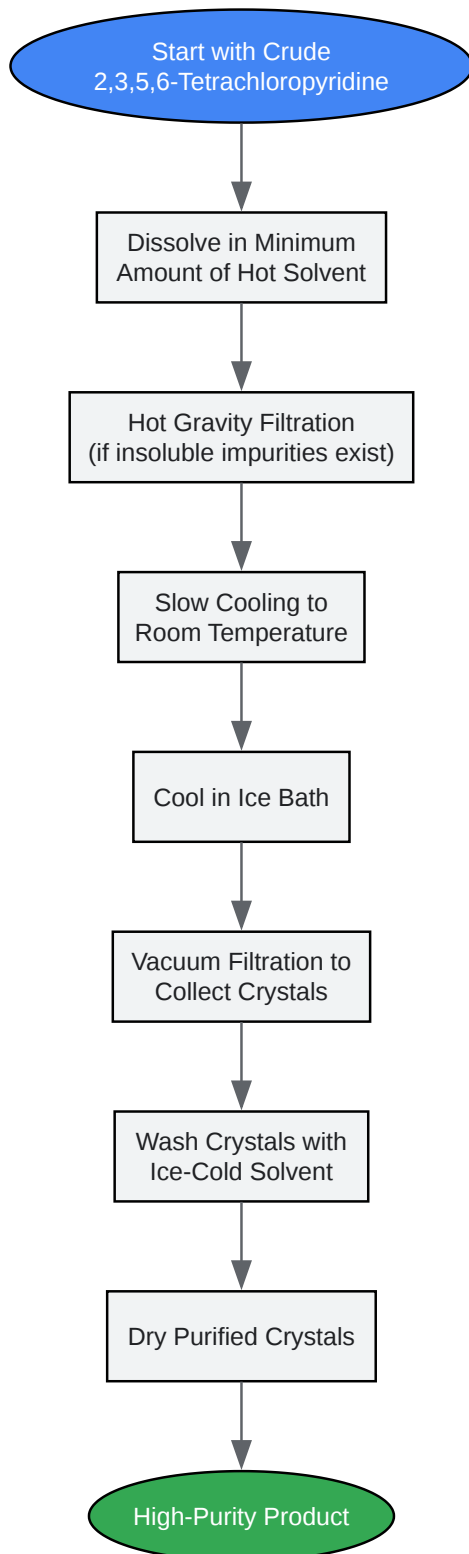 Start with Crude
2,3,5,6-Tetrachloropyridine
Dissolve in Minimum
Amount of Hot Solvent
Hot Gravity Filtration
(if insoluble impurities exist)
Slow Cooling to
Room Temperature
Cool in Ice Bath
Vacuum Filtration to
Collect Crystals
Wash Crystals with
Ice-Cold Solvent
Dry Purified Crystals
High-Purity Product